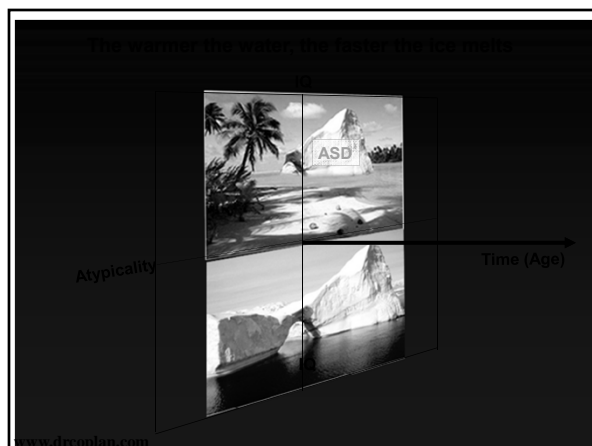 The warmer the water, the faster the ice melts
IQ
ASD
Atypicality
Time (Age)
IQ
www.drcoplan.com